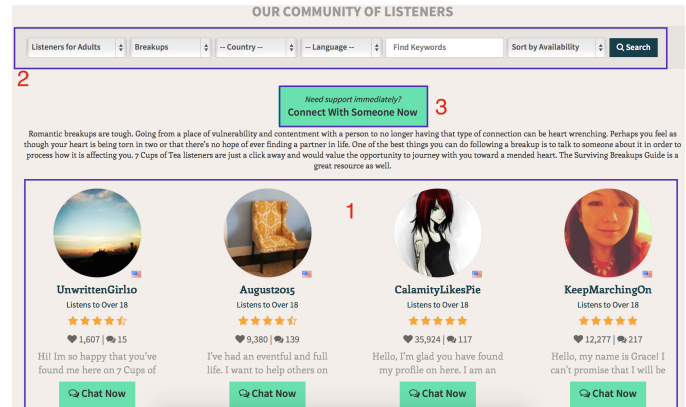 OUR COMMUNITY OF LISTENERS
Listeners for Adults Breakups -- Country -- -- Language -- Find Keywords Sort by Availability Search
2
Need support immediately?
Connect With Someone Now
3
Romantic breakups are tough. Going from a place of vulnerability and contentment with a person to no longer having that type of connection can be heart wrenching. Perhaps you feel as
though your heart is being torn in two or that there's no hope of ever finding a partner in life. One of the best things you can do following a breakup is to talk to someone about it in order to
process how it is affecting you. 7 Cups of Tea listeners are just a click away and would value the opportunity to journey with you toward a mended heart. The Surviving Breakups Guide is a
great resource as well.
1
UnwrittenGirl10 August2015 CalamityLikesPie KeepMarchingOn
Listens to Over 18 Listens to Over 18 Listens to Over 18 Listens to Over 18
1,607 | 15 9,380 | 139 35,924 | 117 12,277 | 217
Hi! Im so happy that you've I've had an eventful and full Hello, I'm glad you have found Hello, my name is Grace! I
found me here on 7 Cups of life. I want to help others on my profile on here. I am an can't promise that I will be
Chat Now Chat Now Chat Now Chat Now